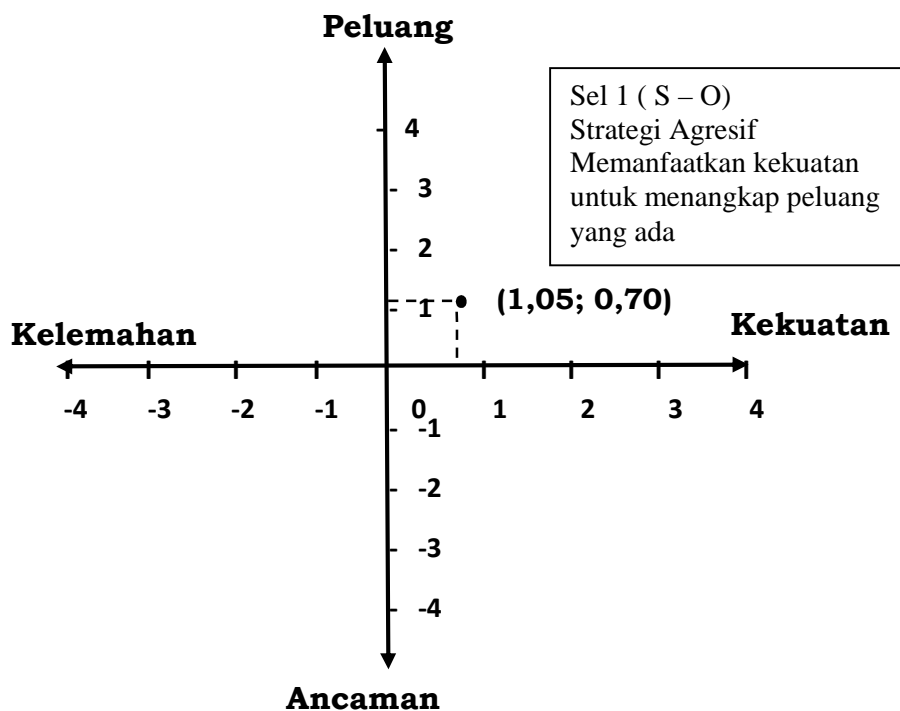 Peluang
Sel 1 ( S – O)
Strategi Agresif
Memanfaatkan kekuatan
untuk menangkap peluang
yang ada
4
3
2
1
(1,05; 0,70)
Kelemahan
Kekuatan
-4 -3 -2 -1 0 1 2 3 4
-1
-2
-3
-4
Ancaman